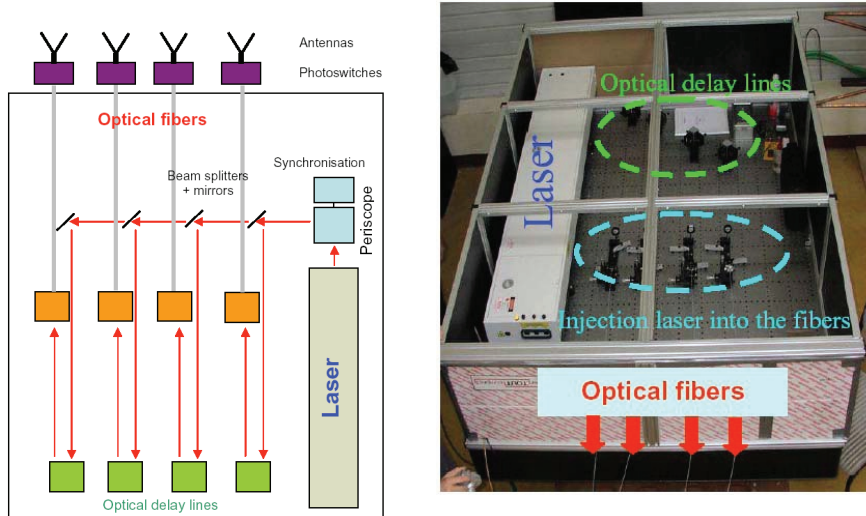 Antennas
Photoswitches
Optical fibers
Synchronisation
Beam splitters
+ mirrors
Periscope
Laser
Optical delay lines
Optical delay lines
Laser
Injection laser into the fibers
Optical fibers